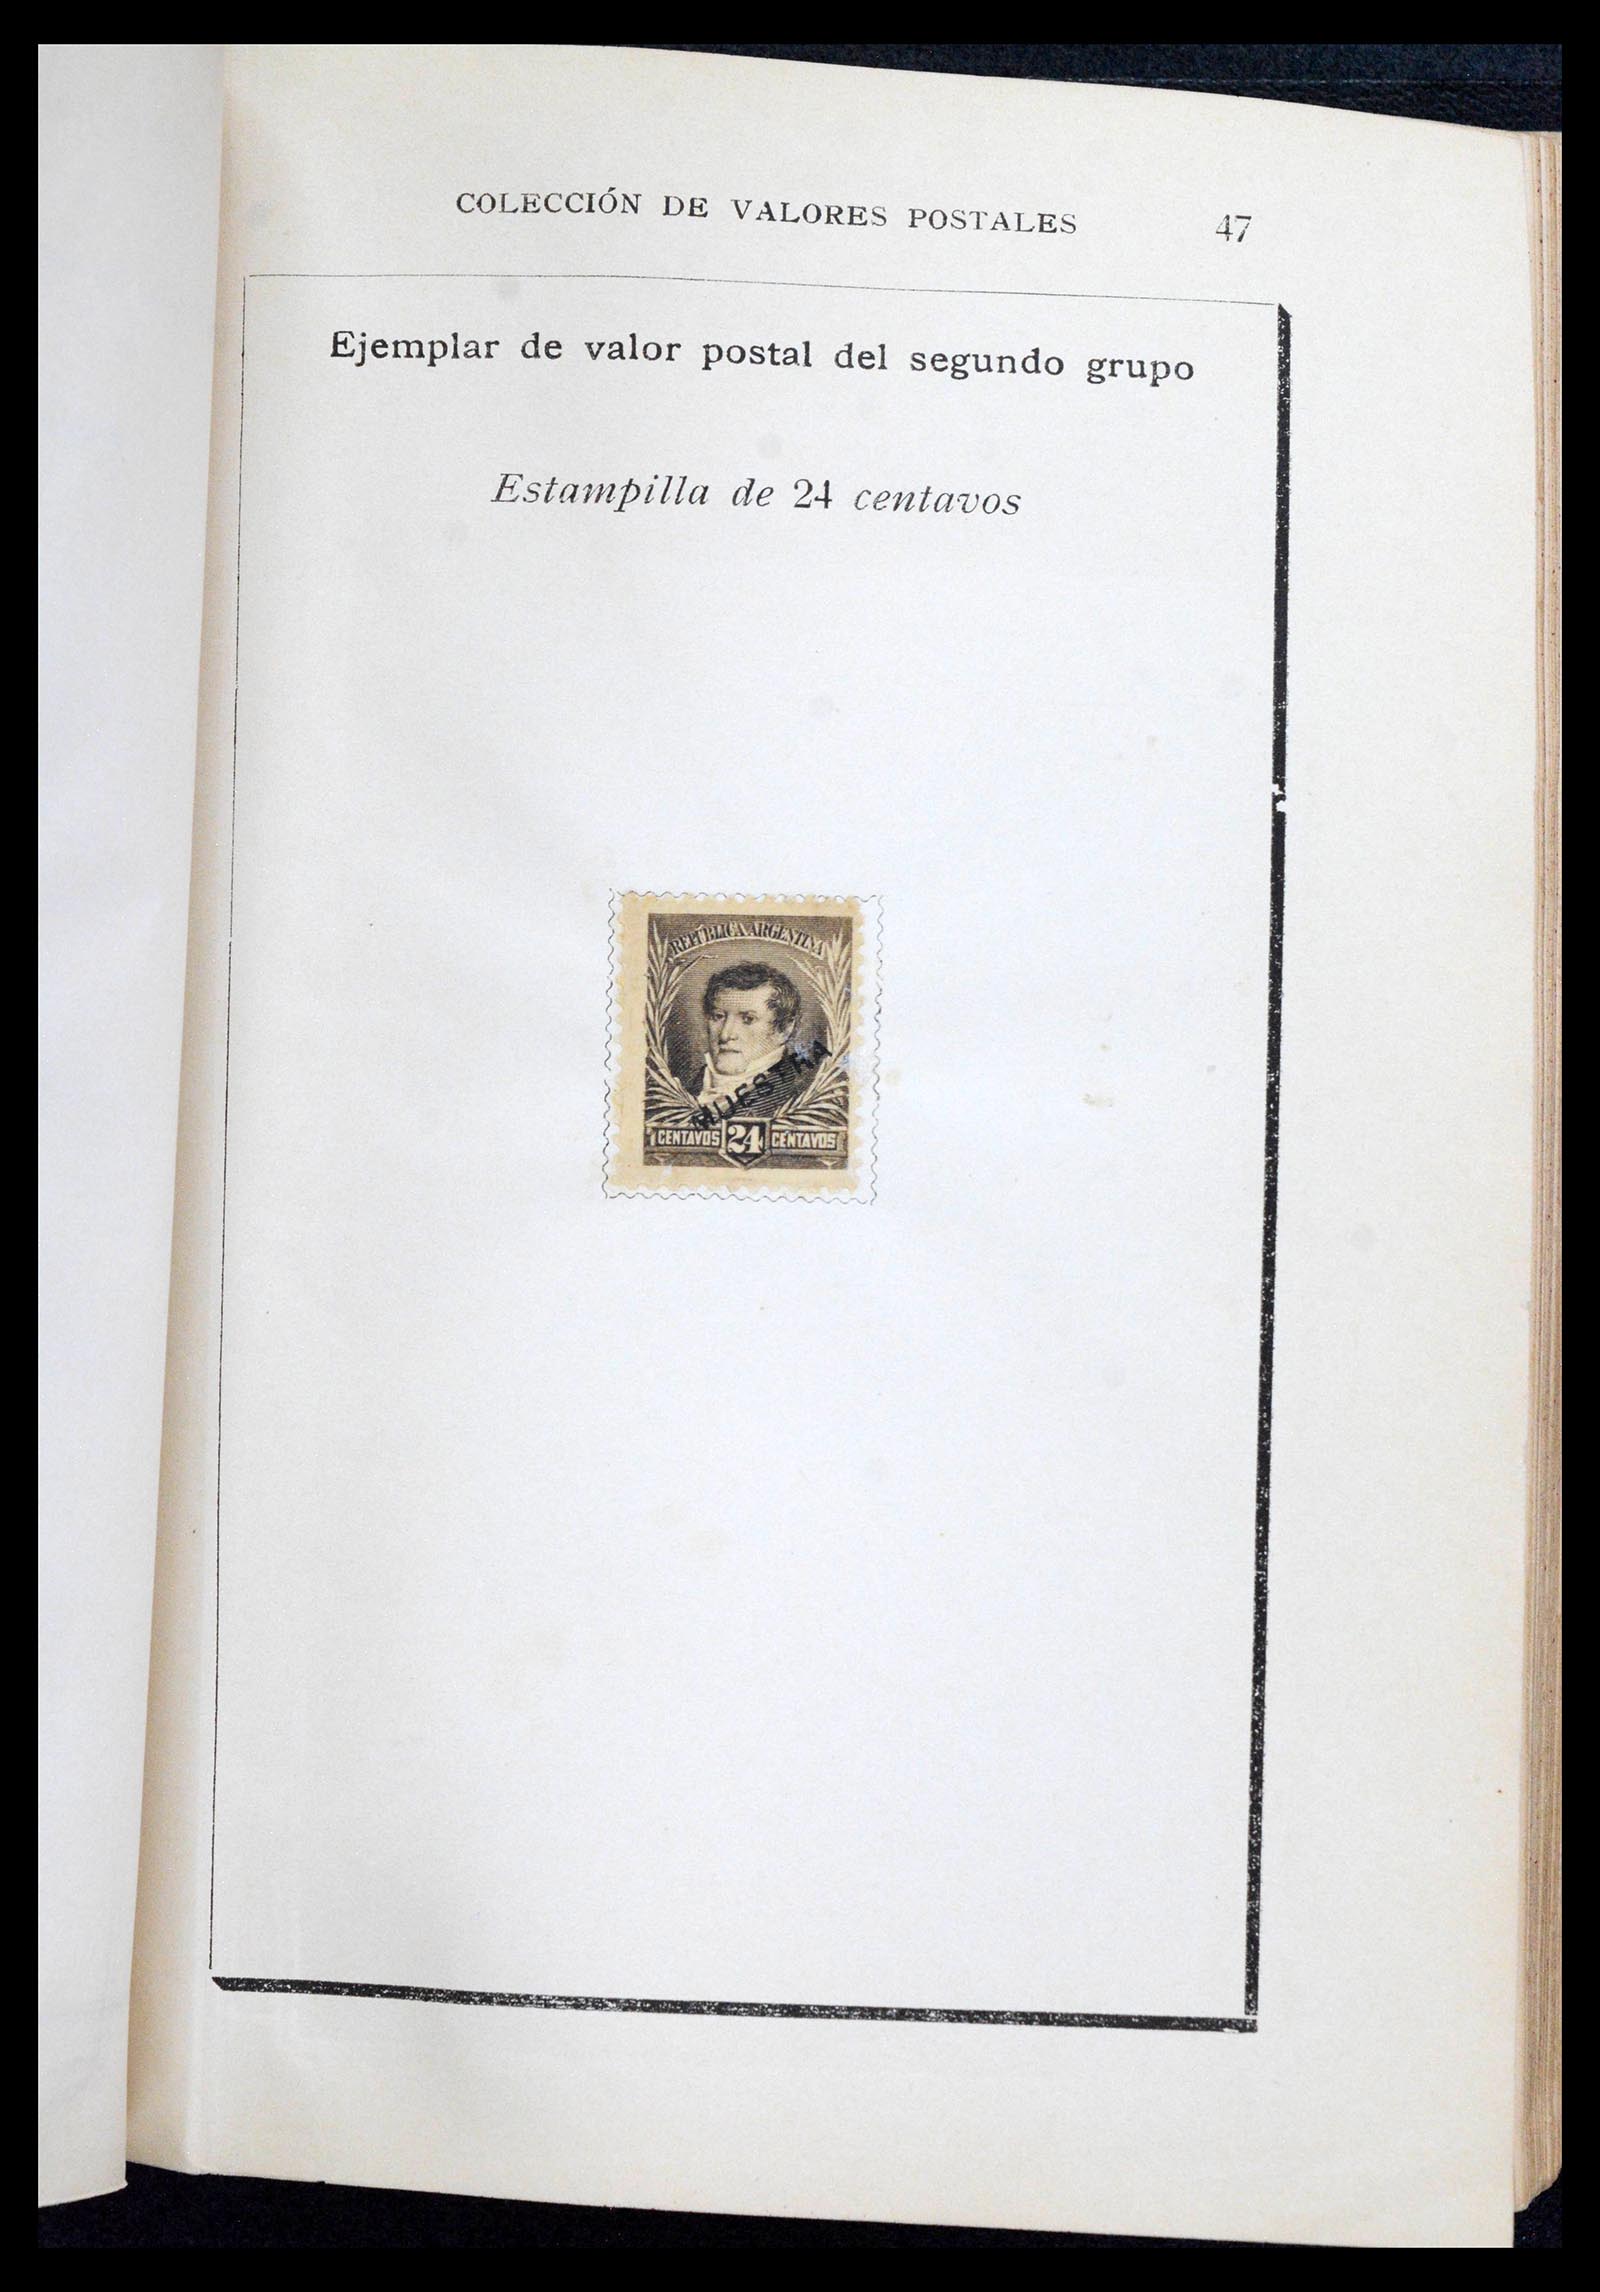 COLECCIÓN DE VALORES POSTALES 47
Ejemplar de valor postal del segundo grupo
Estampilla de 24 centavos
REPÚBLICA ARGENTINA
MUESTRA
CENTAVOS 24 CENTAVOS